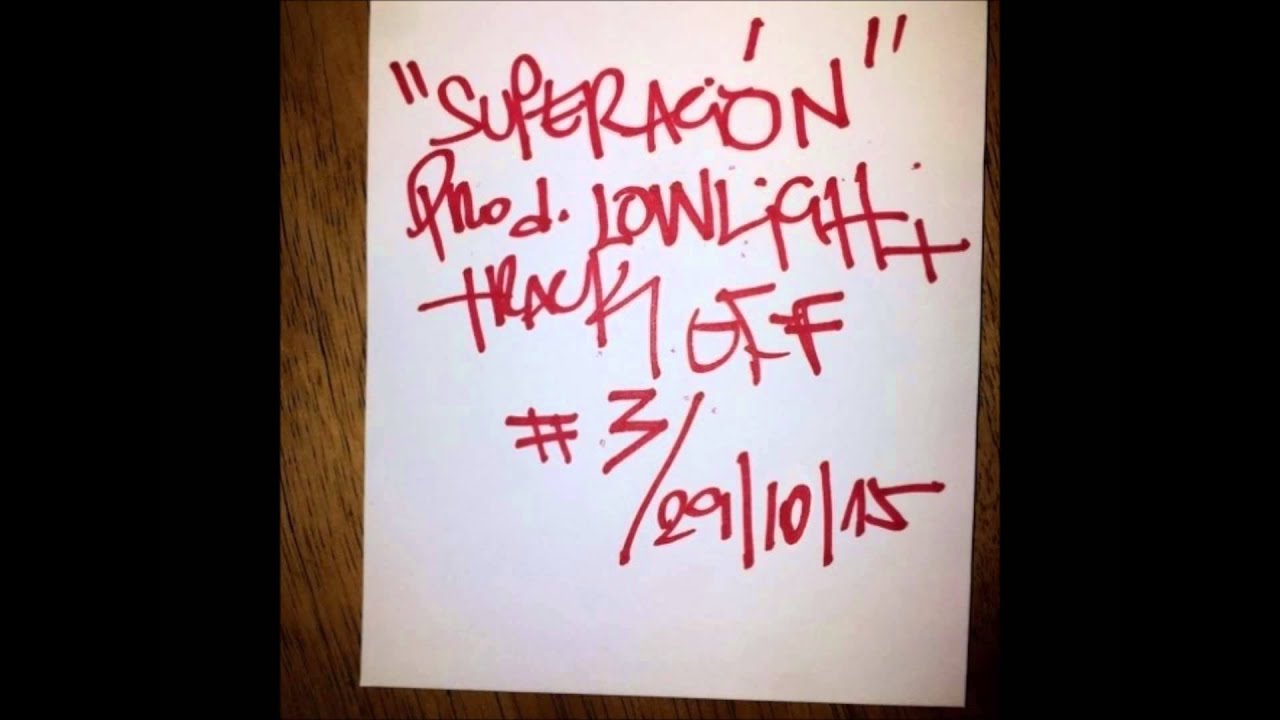 "SUPERACIÓN"
Prod. LOWLiGHt
tRACK OFF
# 3/
29/10/15